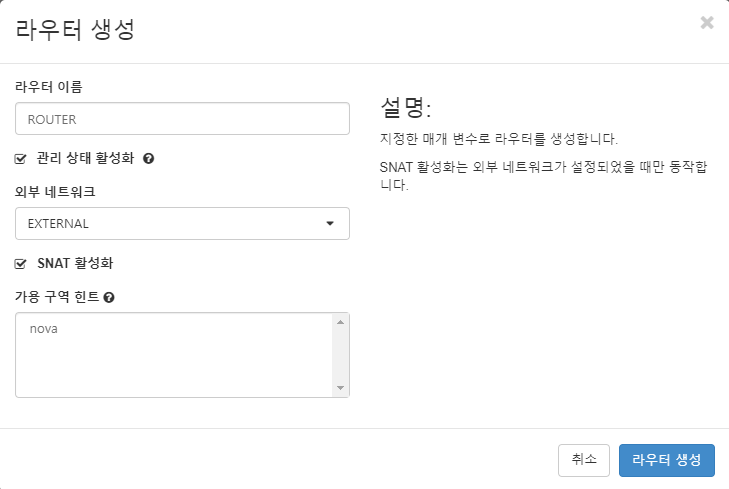 라우터 생성
×
라우터 이름
ROUTER
관리 상태 활성화
외부 네트워크
EXTERNAL
SNAT 활성화
가용 구역 힌트
nova
설명:
지정한 매개 변수로 라우터를 생성합니다.
SNAT 활성화는 외부 네트워크가 설정되었을 때만 동작합
니다.
취소
라우터 생성